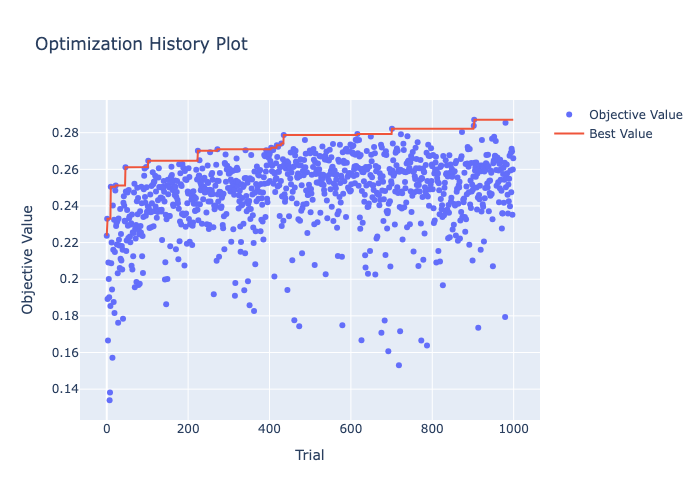 Optimization History Plot
Objective Value
Best Value
0.28
0.26
0.24
0.22
0.2
0.18
0.16
0.14
Objective Value
0 200 400 600 800 1000
Trial